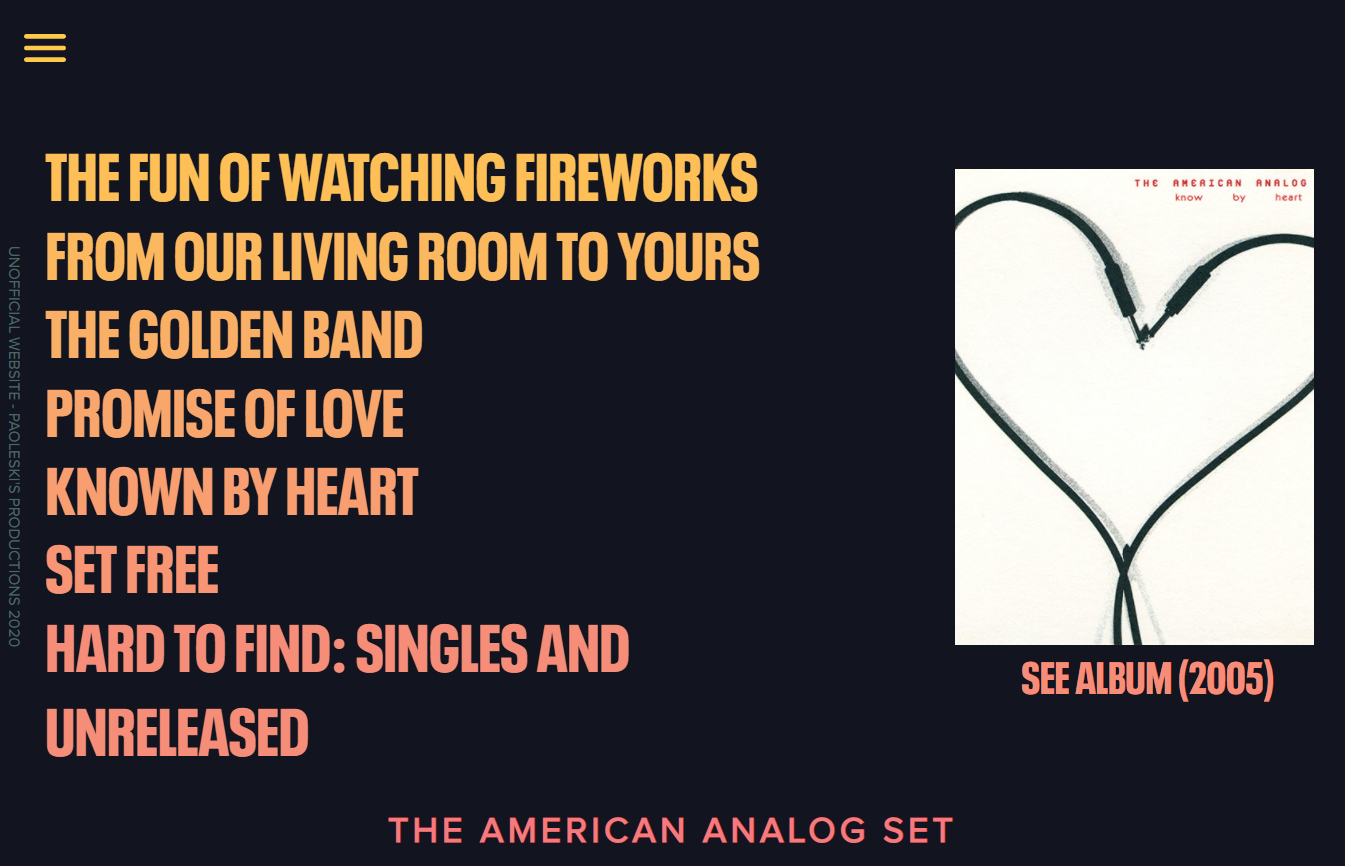 THE FUN OF WATCHING FIREWORKS
FROM OUR LIVING ROOM TO YOURS
THE GOLDEN BAND
PROMISE OF LOVE
KNOWN BY HEART
SET FREE
HARD TO FIND: SINGLES AND
UNRELEASED
UNOFFICIAL WEBSITE - PAOLESKI'S PRODUCTIONS 2020
THE AMERICAN ANALOG
know by heart
SEE ALBUM (2005)
THE AMERICAN ANALOG SET